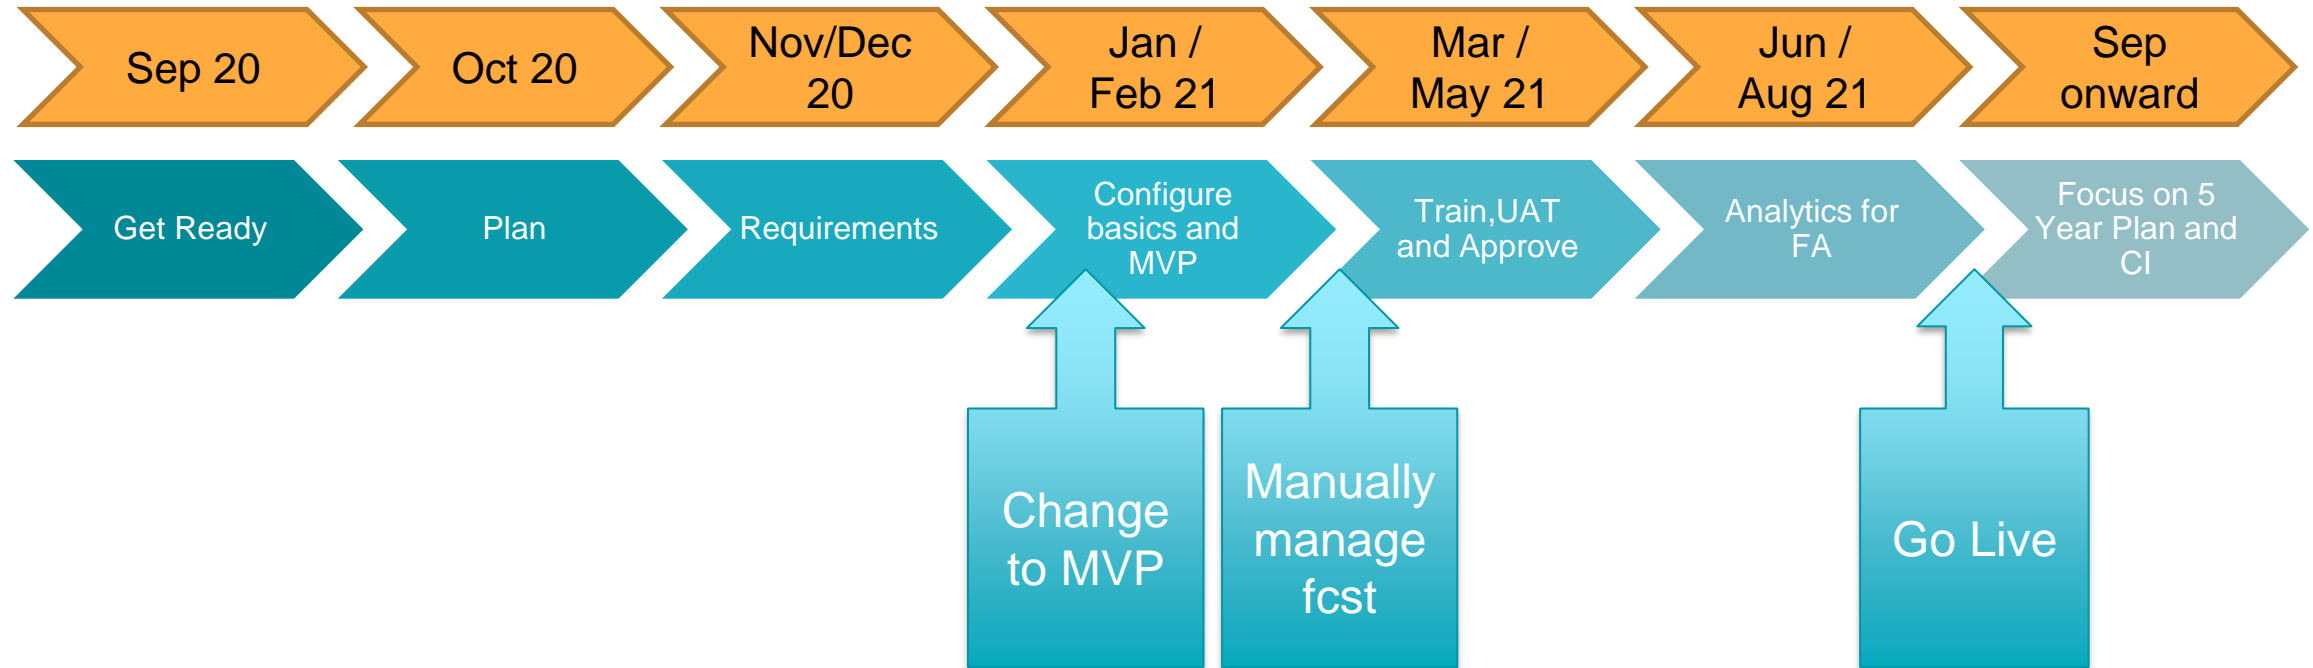 Sep 20
Oct 20
Nov/Dec
20
Jan /
Feb 21
Mar /
May 21
Jun /
Aug 21
Sep
onward
Get Ready
Plan
Requirements
Configure
basics and
MVP
Train,UAT
and Approve
Analytics for
FA
Focus on 5
Year Plan and
CI
Change
to MVP
Manually
manage
fcst
Go Live